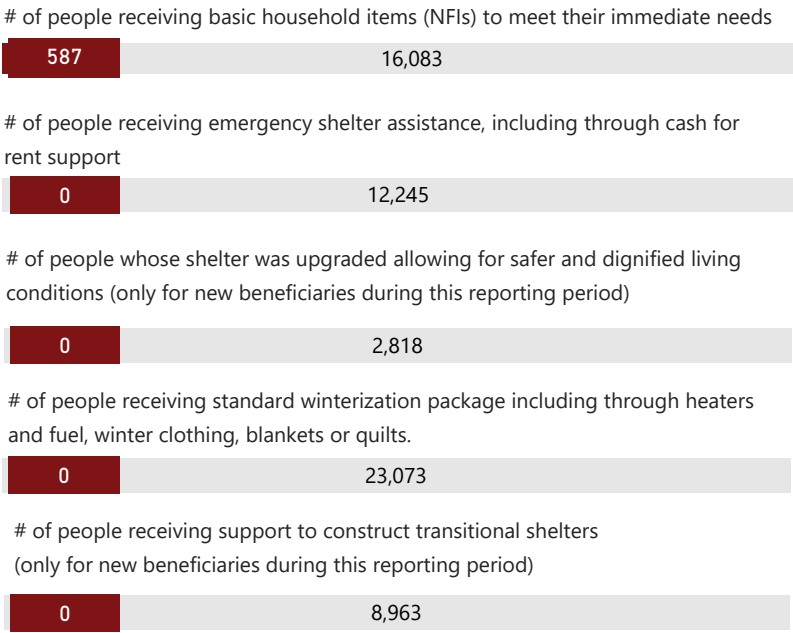 # of people receiving basic household items (NFIs) to meet their immediate needs
587 16,083
# of people receiving emergency shelter assistance, including through cash for
rent support
0 12,245
# of people whose shelter was upgraded allowing for safer and dignified living
conditions (only for new beneficiaries during this reporting period)
0 2,818
# of people receiving standard winterization package including through heaters
and fuel, winter clothing, blankets or quilts.
0 23,073
# of people receiving support to construct transitional shelters
(only for new beneficiaries during this reporting period)
0 8,963